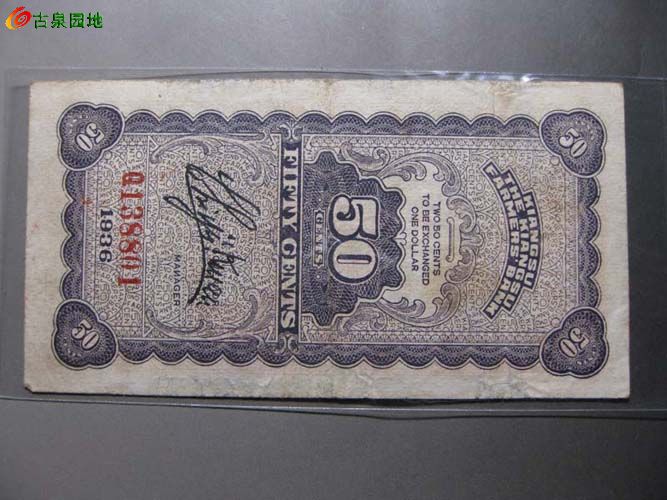 古泉园地
50
50
KIANGSU
THE KIANGSU
FARMERS' BANK
TWO 50 CENTS
TO BE EXCHANGED
ONE DOLLAR
50
CENTS
FIFTY CENTS
MANAGER
1936
Q138801
50
50